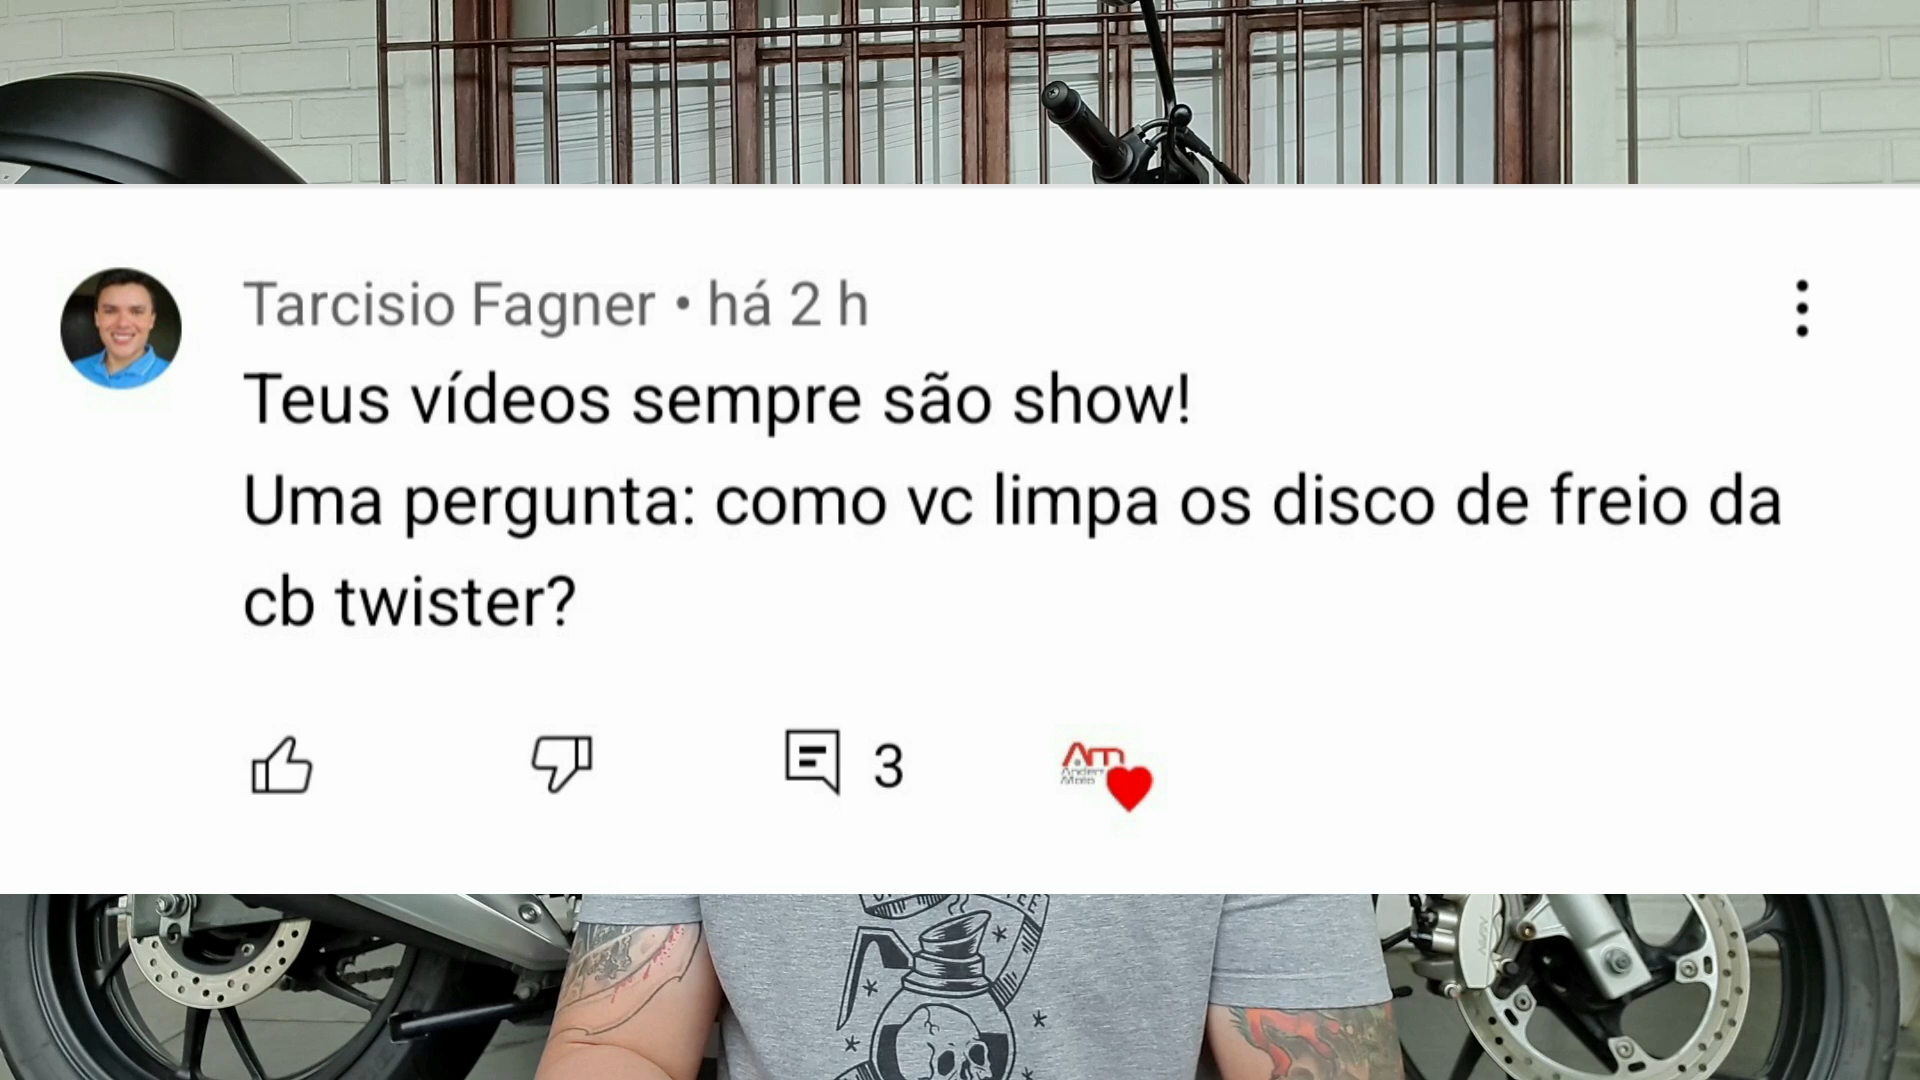 Tarcisio Fagner • há 2 h
Teus vídeos sempre são show!
Uma pergunta: como vc limpa os disco de freio da
cb twister?
3
Am